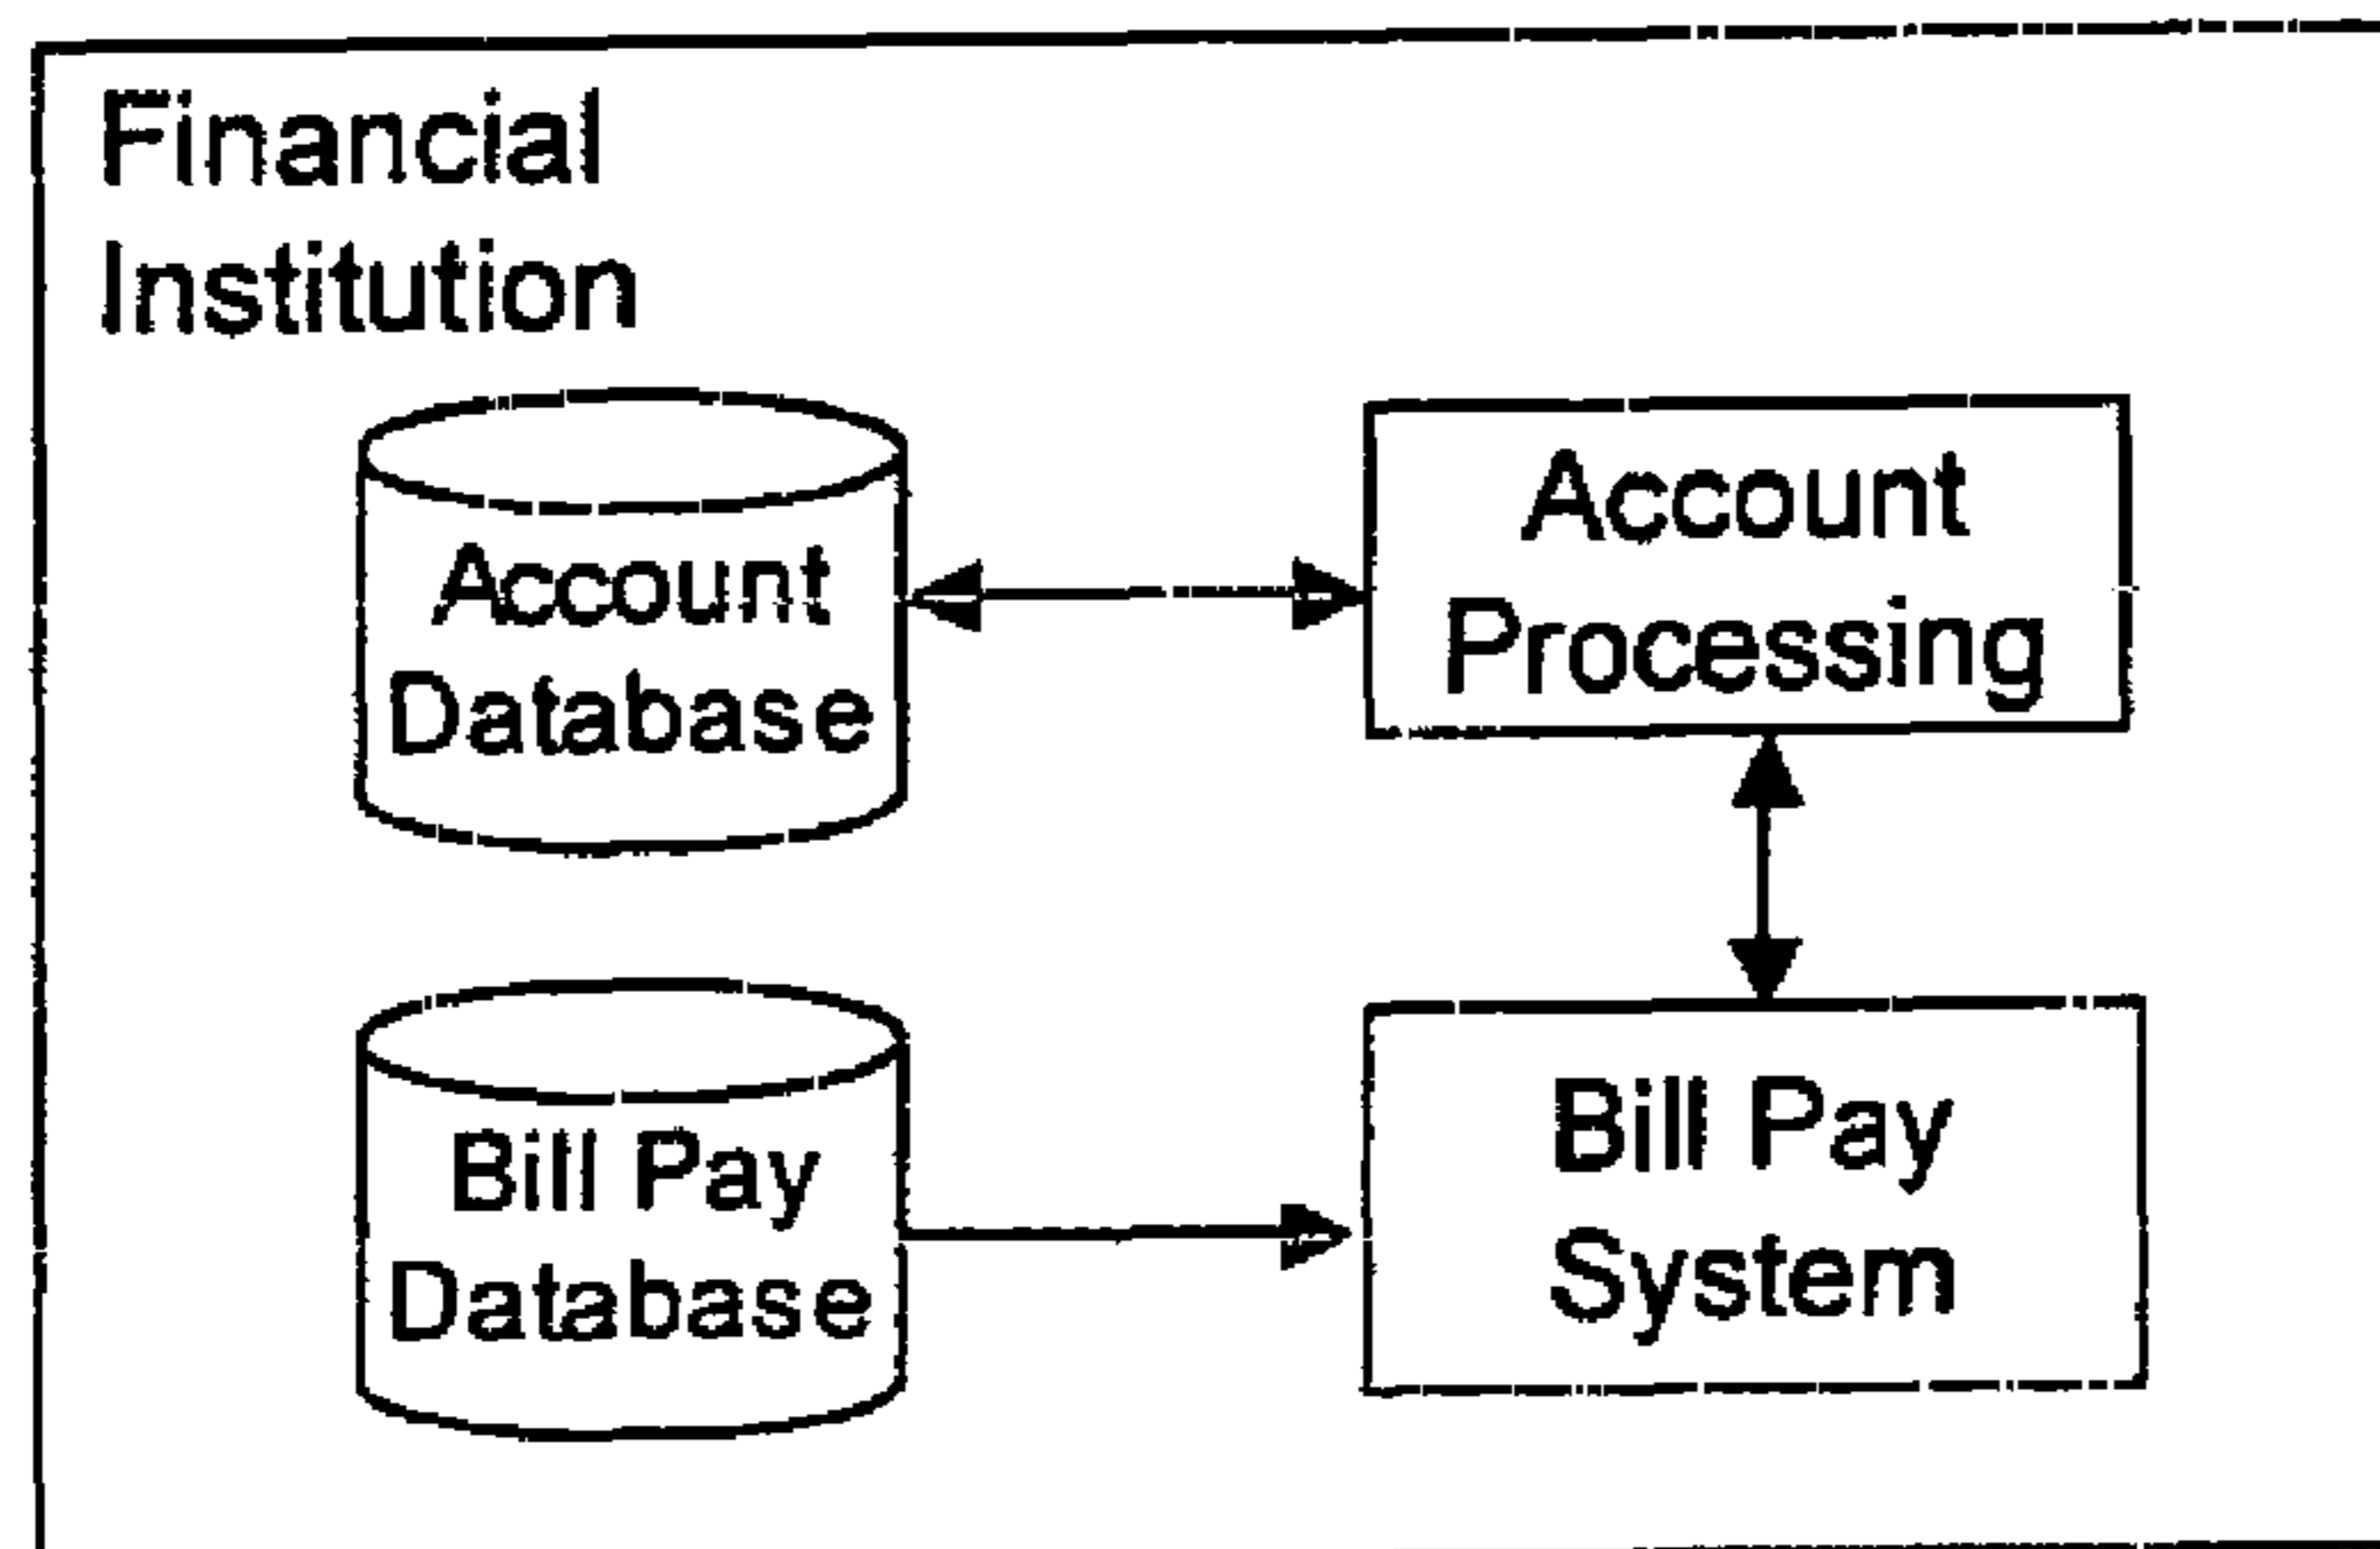 Financial
Institution
Account
Database
Account
Processing
Bill Pay
Database
Bill Pay
System